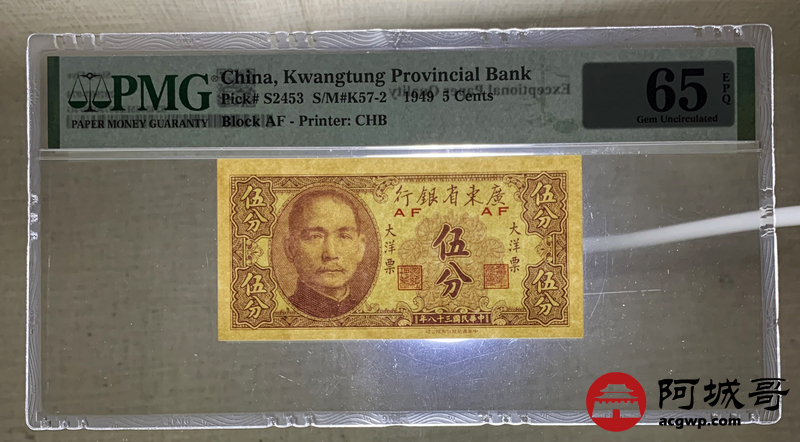 PMG
PAPER MONEY GUARANTY
China, Kwangtung Provincial Bank
Pick# S2453 S/M#K57-2 - 1949 5 Cents
Block AF - Printer: CHB
Exceptional Paper Quality
65
EPQ
Gem Uncirculated
行銀省東廣
AF AF
伍分
伍分
大洋票
伍分
大洋票
伍分
伍分
年八十三國民華中
阿城哥
acgwp.com